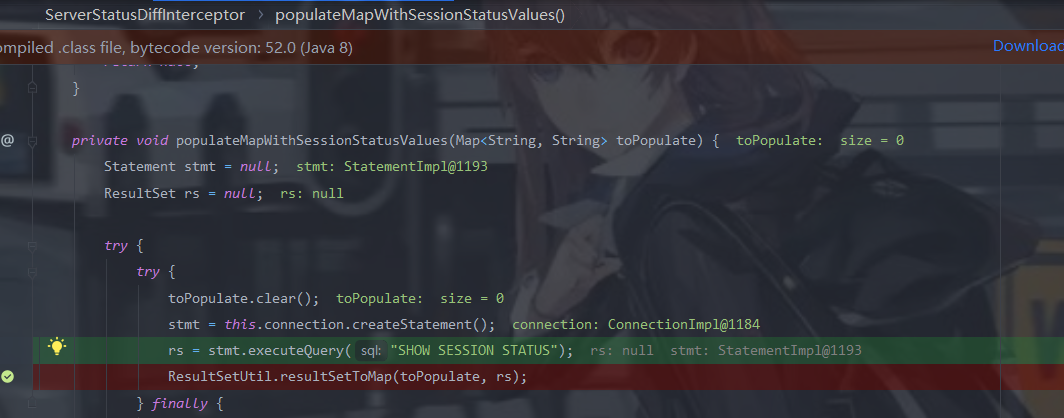 ServerStatusDiffInterceptor > populateMapWithSessionStatusValues()
ompiled .class file, bytecode version: 52.0 (Java 8) Download
}
@ private void populateMapWithSessionStatusValues(Map<String, String> toPopulate) { toPopulate: size = 0
Statement stmt = null; stmt: StatementImpl@1193
ResultSet rs = null; rs: null
try {
try {
toPopulate.clear(); toPopulate: size = 0
stmt = this.connection.createStatement(); connection: ConnectionImpl@1184
rs = stmt.executeQuery( sql: "SHOW SESSION STATUS"); rs: null stmt: StatementImpl@1193
ResultSetUtil.resultSetToMap(toPopulate, rs);
} finally {